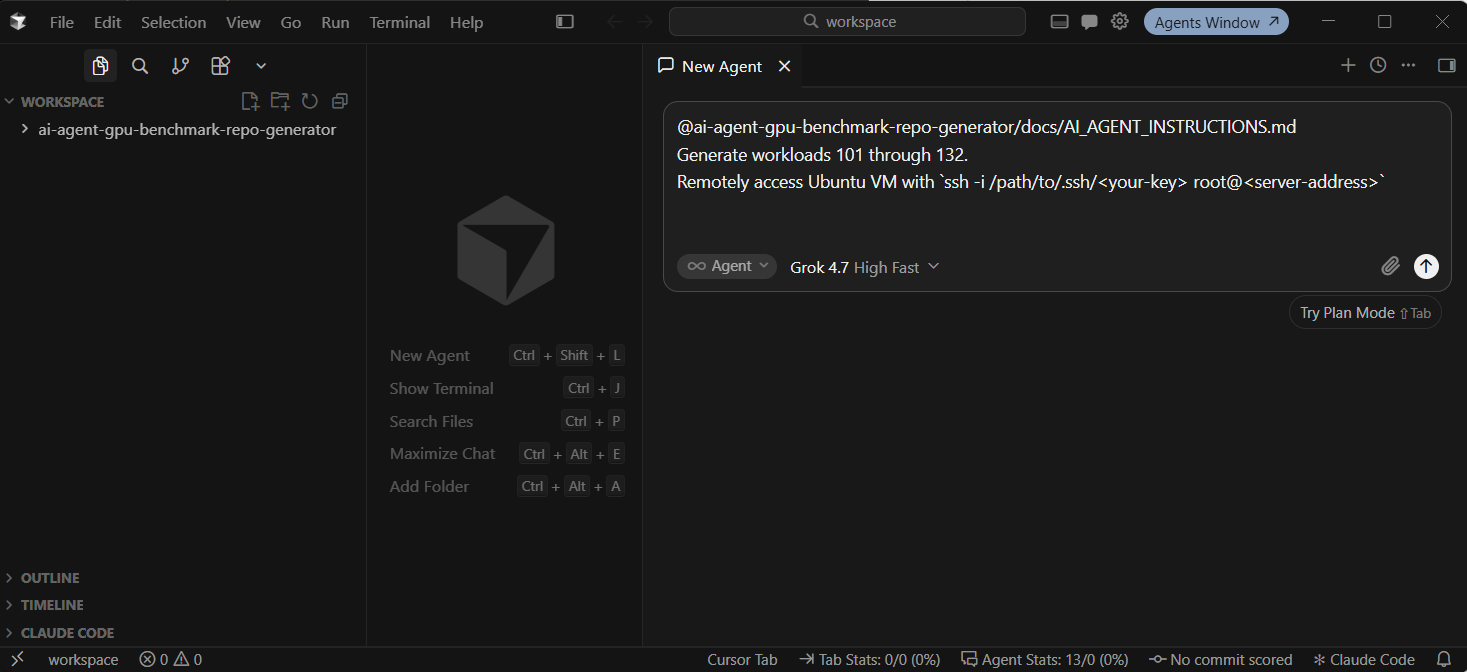 File Edit Selection View Go Run Terminal Help workspace Agents Window ↗
New Agent
WORKSPACE
ai-agent-gpu-benchmark-repo-generator
@ai-agent-gpu-benchmark-repo-generator/docs/AI_AGENT_INSTRUCTIONS.md
Generate workloads 101 through 132.
Remotely access Ubuntu VM with `ssh -i /path/to/.ssh/<your-key> root@<server-address>`
Agent Grok 4.7 High Fast
Try Plan Mode ⇧Tab
New Agent Ctrl + Shift + L
Show Terminal Ctrl + J
Search Files Ctrl + P
Maximize Chat Ctrl + Alt + E
Add Folder Ctrl + Alt + A
OUTLINE
TIMELINE
CLAUDE CODE
workspace 0 0 Cursor Tab Tab Stats: 0/0 (0%) Agent Stats: 13/0 (0%) No commit scored Claude Code